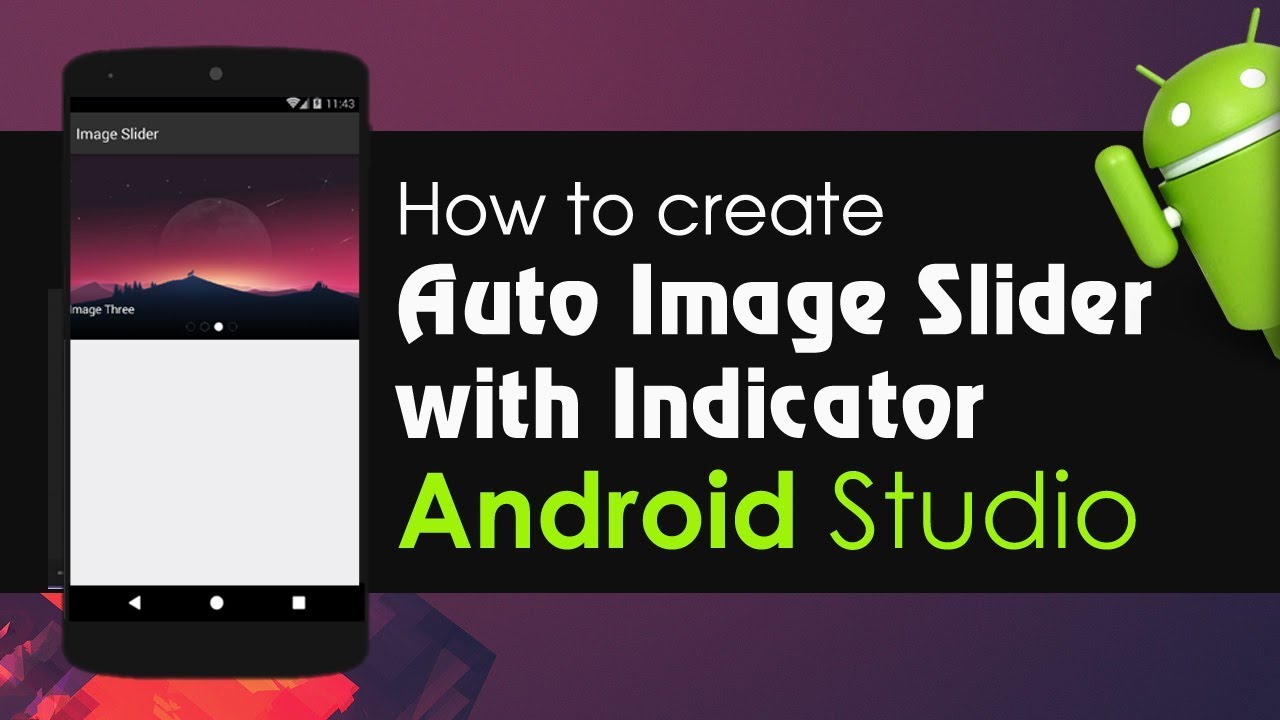 11:43
Image Slider
Image Three
How to create
Auto Image Slider
with Indicator
Android Studio